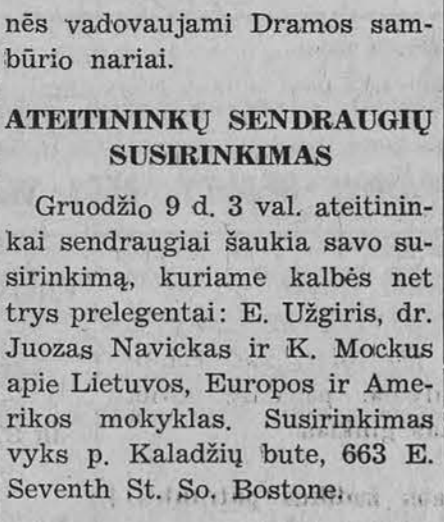 nės vadovaujami Dramos sam-
būrio nariai.
ATEITININKŲ SENDRAUGIŲ
SUSIRINKIMAS
Gruodžio 9 d. 3 val. ateitinin-
kai sendraugiai šaukia savo su-
sirinkimą, kuriame kalbės net
trys prelegentai: E. Užgiris, dr.
Juozas Navickas ir K. Mockus
apie Lietuvos, Europos ir Ame-
rikos mokyklas. Susirinkimas
vyks p. Kaladžių bute, 663 E.
Seventh St. So. Bostone.